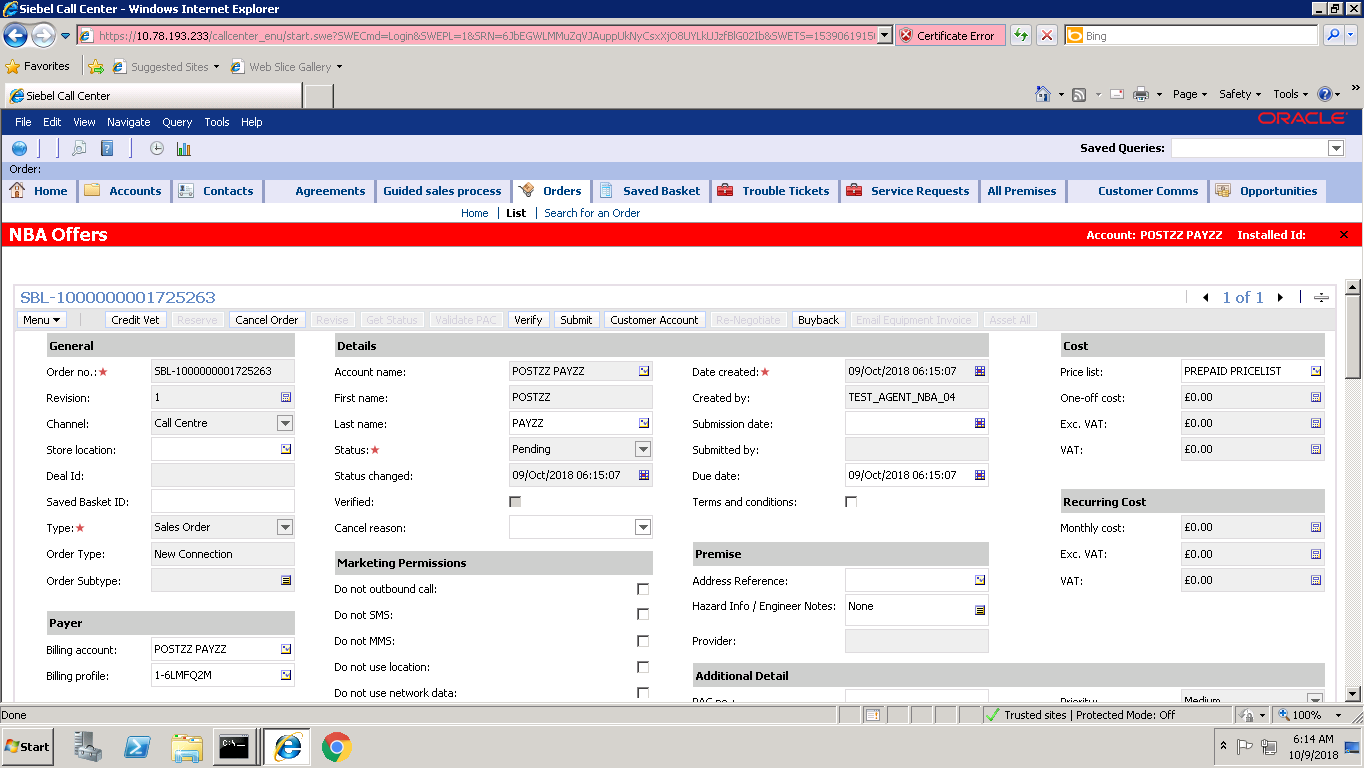 Siebel Call Center - Windows Internet Explorer
https://10.78.193.233/callcenter_enu/start.swe?SWECmd=Login&SWEPL=1&SRN=6JbEGWLMMuZqVJAuppUkNyCsxXjO8UYLkUJzfBlG02Ib&SWETS=1539061915 Certificate Error Bing
Favorites Suggested Sites Web Slice Gallery
Siebel Call Center Page Safety Tools
File Edit View Navigate Query Tools Help ORACLE
Saved Queries:
Order:
Home Accounts Contacts Agreements Guided sales process Orders Saved Basket Trouble Tickets Service Requests All Premises Customer Comms Opportunities
Home List Search for an Order
NBA Offers Account: POSTZZ PAYZZ Installed Id:
SBL-1000000001725263 1 of 1
Menu Credit Vet Reserve Cancel Order Revise Get Status Validate PAC Verify Submit Customer Account Re-Negotiate Buyback Email Equipment Invoice Asset All
General Details Cost
Order no.: SBL-1000000001725263 Account name: POSTZZ PAYZZ Date created: 09/Oct/2018 06:15:07 Price list: PREPAID PRICELIST
Revision: 1 First name: POSTZZ Created by: TEST_AGENT_NBA_04 One-off cost: £0.00
Channel: Call Centre Last name: PAYZZ Submission date: Exc. VAT: £0.00
Store location: Status: Pending Submitted by: VAT: £0.00
Deal Id: Status changed: 09/Oct/2018 06:15:07 Due date: 09/Oct/2018 06:15:07
Saved Basket ID: Verified: Terms and conditions: Recurring Cost
Type: Sales Order Cancel reason: Monthly cost: £0.00
Order Type: New Connection Premise Exc. VAT: £0.00
Marketing Permissions
Order Subtype: Address Reference: VAT: £0.00
Do not outbound call:
Hazard Info / Engineer Notes: None
Payer Do not SMS:
Billing account: POSTZZ PAYZZ Do not MMS: Provider:
Billing profile: 1-6LMFQ2M Do not use location: Additional Detail
Do not use network data: PAC no.: Priority: Medium
Done Trusted sites | Protected Mode: Off 100%
Start 6:14 AM
10/9/2018